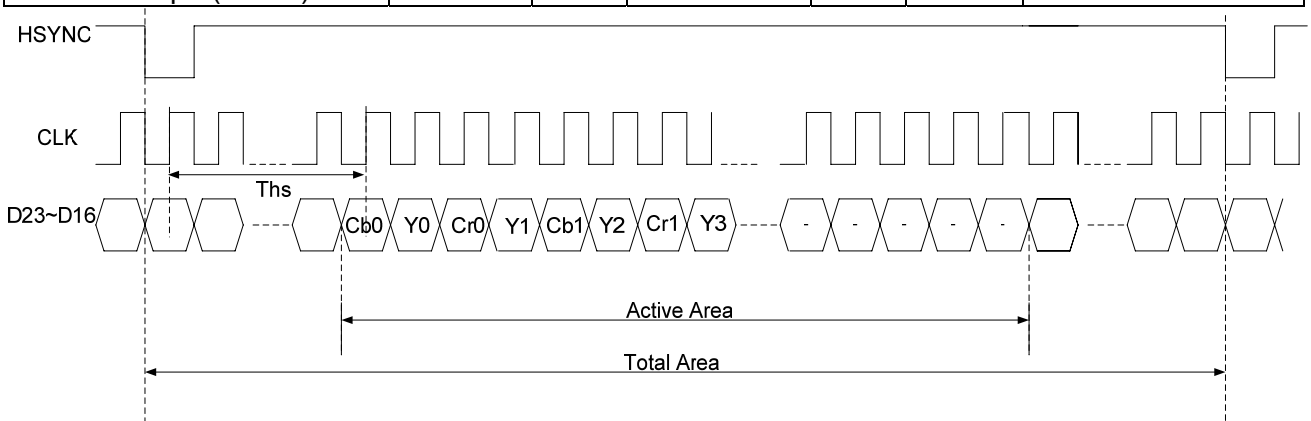 HSYNC
CLK
Ths
D23~D16
Cb0 Y0 Cr0 Y1 Cb1 Y2 Cr1 Y3 - - - - -
Active Area
Total Area